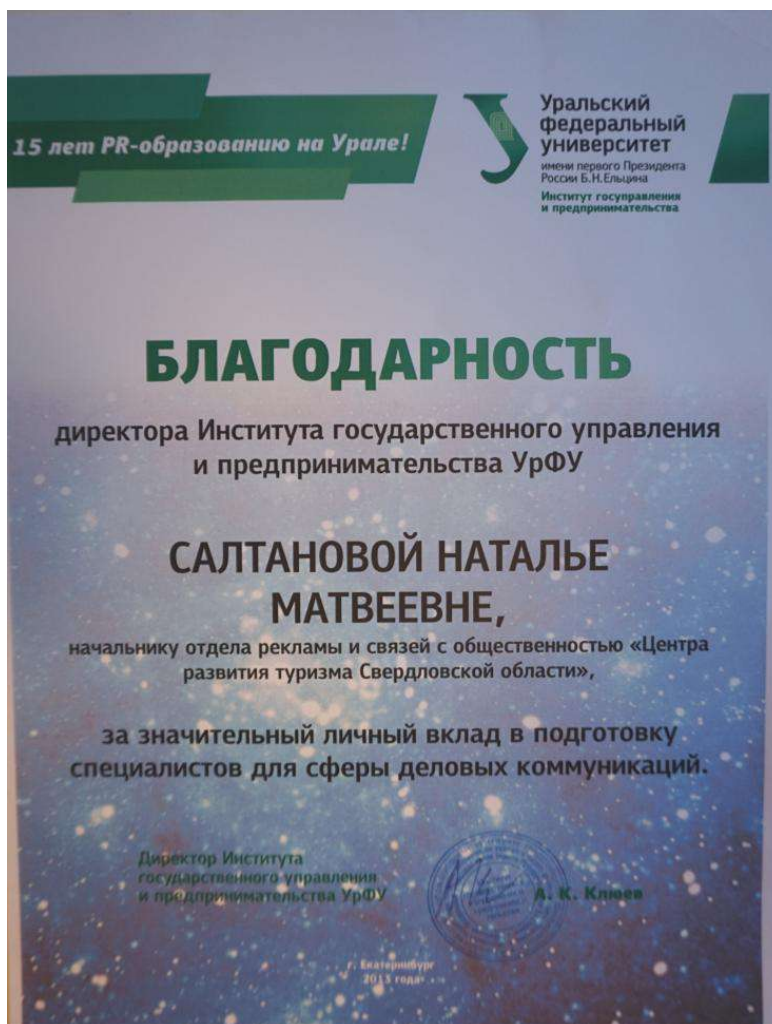 15 лет PR-образованию на Урале!
Уральский
федеральный
университет
имени первого Президента
России Б.Н.Ельцина
Институт госуправления
и предпринимательства
БЛАГОДАРНОСТЬ
директора Института государственного управления
и предпринимательства УрФУ
САЛТАНОВОЙ НАТАЛЬЕ
МАТВЕЕВНЕ,
начальнику отдела рекламы и связей с общественностью «Центра
развития туризма Свердловской области»,
за значительный личный вклад в подготовку
специалистов для сферы деловых коммуникаций.
Директор Института
государственного управления
и предпринимательства УрФУ
А. К. Клюев
г. Екатеринбург
2013 года